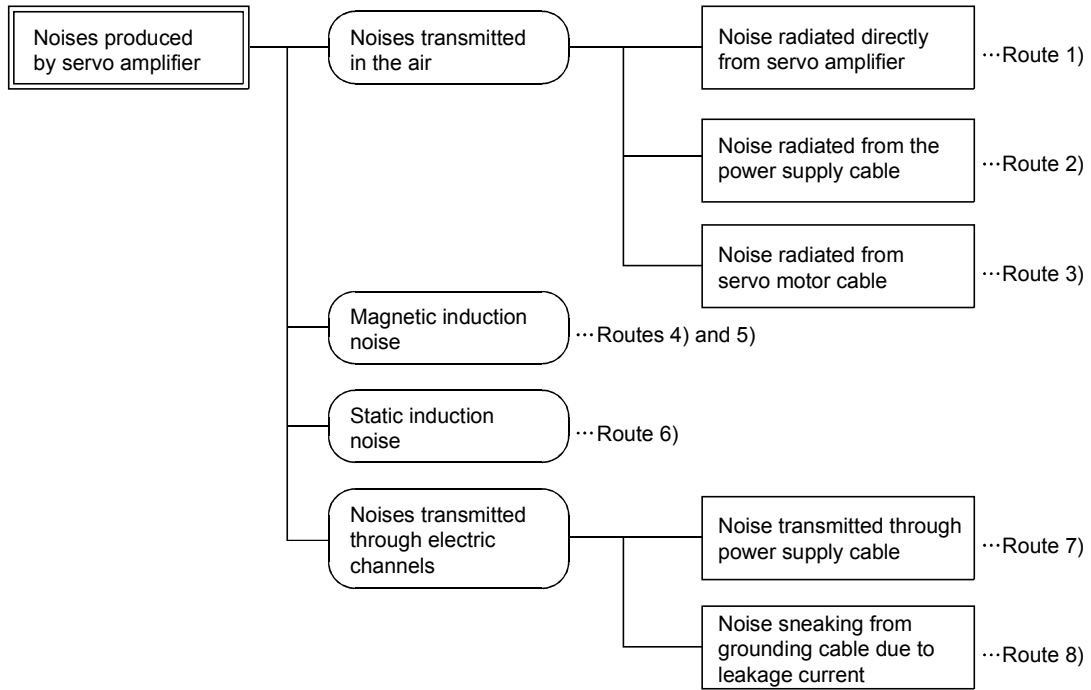 Noises produced
by servo amplifier
Noises transmitted
in the air
Noise radiated directly
from servo amplifier
···Route 1)
Noise radiated from the
power supply cable
···Route 2)
Noise radiated from
servo motor cable
···Route 3)
Magnetic induction
noise
···Routes 4) and 5)
Static induction
noise
···Route 6)
Noises transmitted
through electric
channels
Noise transmitted through
power supply cable
···Route 7)
Noise sneaking from
grounding cable due to
leakage current
···Route 8)